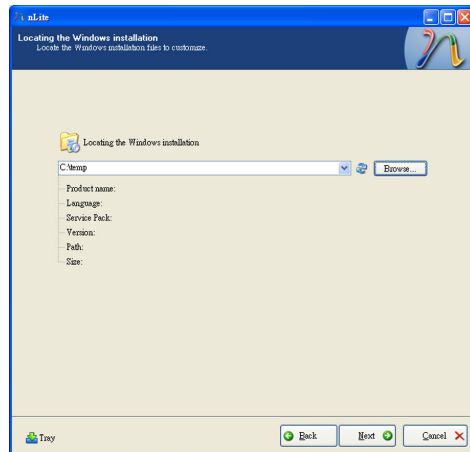 nLite
Locating the Windows installation
Locate the Windows installation files to customize.
Locating the Windows installation
C:\temp
Browse...
Product name:
Language:
Service Pack:
Version:
Path:
Size:
Tray
Back
Next
Cancel